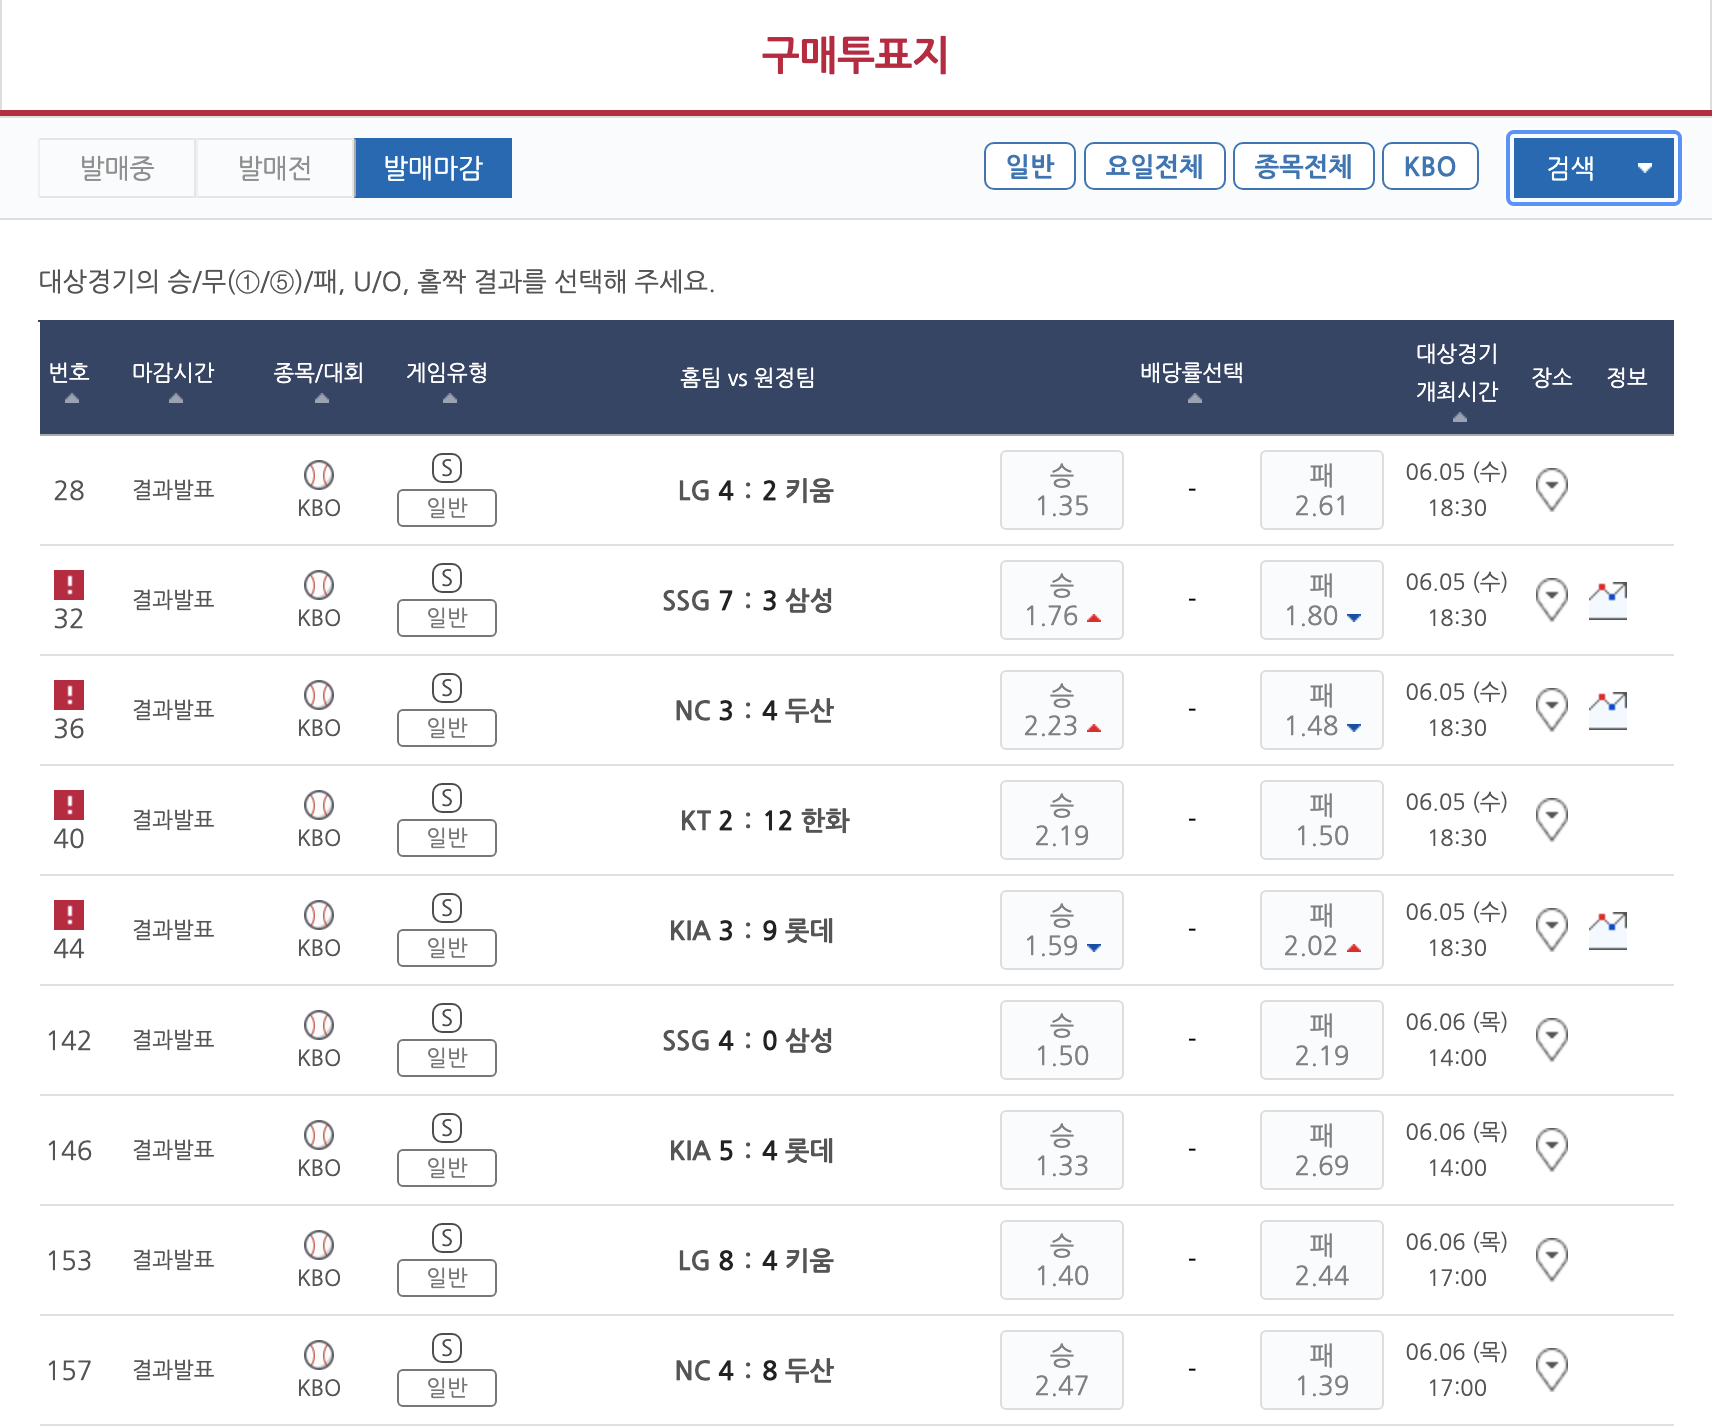 구매투표지
발매중 발매전 발매마감 일반 요일전체 종목전체 KBO 검색
대상경기의 승/무(①/⑤)/패, U/O, 홀짝 결과를 선택해 주세요.
번호 마감시간 종목/대회 게임유형 홈팀 vs 원정팀 배당률선택 대상경기 개최시간 장소 정보
28 결과발표 KBO S 일반 LG 4 : 2 키움 승 1.35 - 패 2.61 06.05 (수) 18:30
! 32 결과발표 KBO S 일반 SSG 7 : 3 삼성 승 1.76 - 패 1.80 06.05 (수) 18:30
! 36 결과발표 KBO S 일반 NC 3 : 4 두산 승 2.23 - 패 1.48 06.05 (수) 18:30
! 40 결과발표 KBO S 일반 KT 2 : 12 한화 승 2.19 - 패 1.50 06.05 (수) 18:30
! 44 결과발표 KBO S 일반 KIA 3 : 9 롯데 승 1.59 - 패 2.02 06.05 (수) 18:30
142 결과발표 KBO S 일반 SSG 4 : 0 삼성 승 1.50 - 패 2.19 06.06 (목) 14:00
146 결과발표 KBO S 일반 KIA 5 : 4 롯데 승 1.33 - 패 2.69 06.06 (목) 14:00
153 결과발표 KBO S 일반 LG 8 : 4 키움 승 1.40 - 패 2.44 06.06 (목) 17:00
157 결과발표 KBO S 일반 NC 4 : 8 두산 승 2.47 - 패 1.39 06.06 (목) 17:00